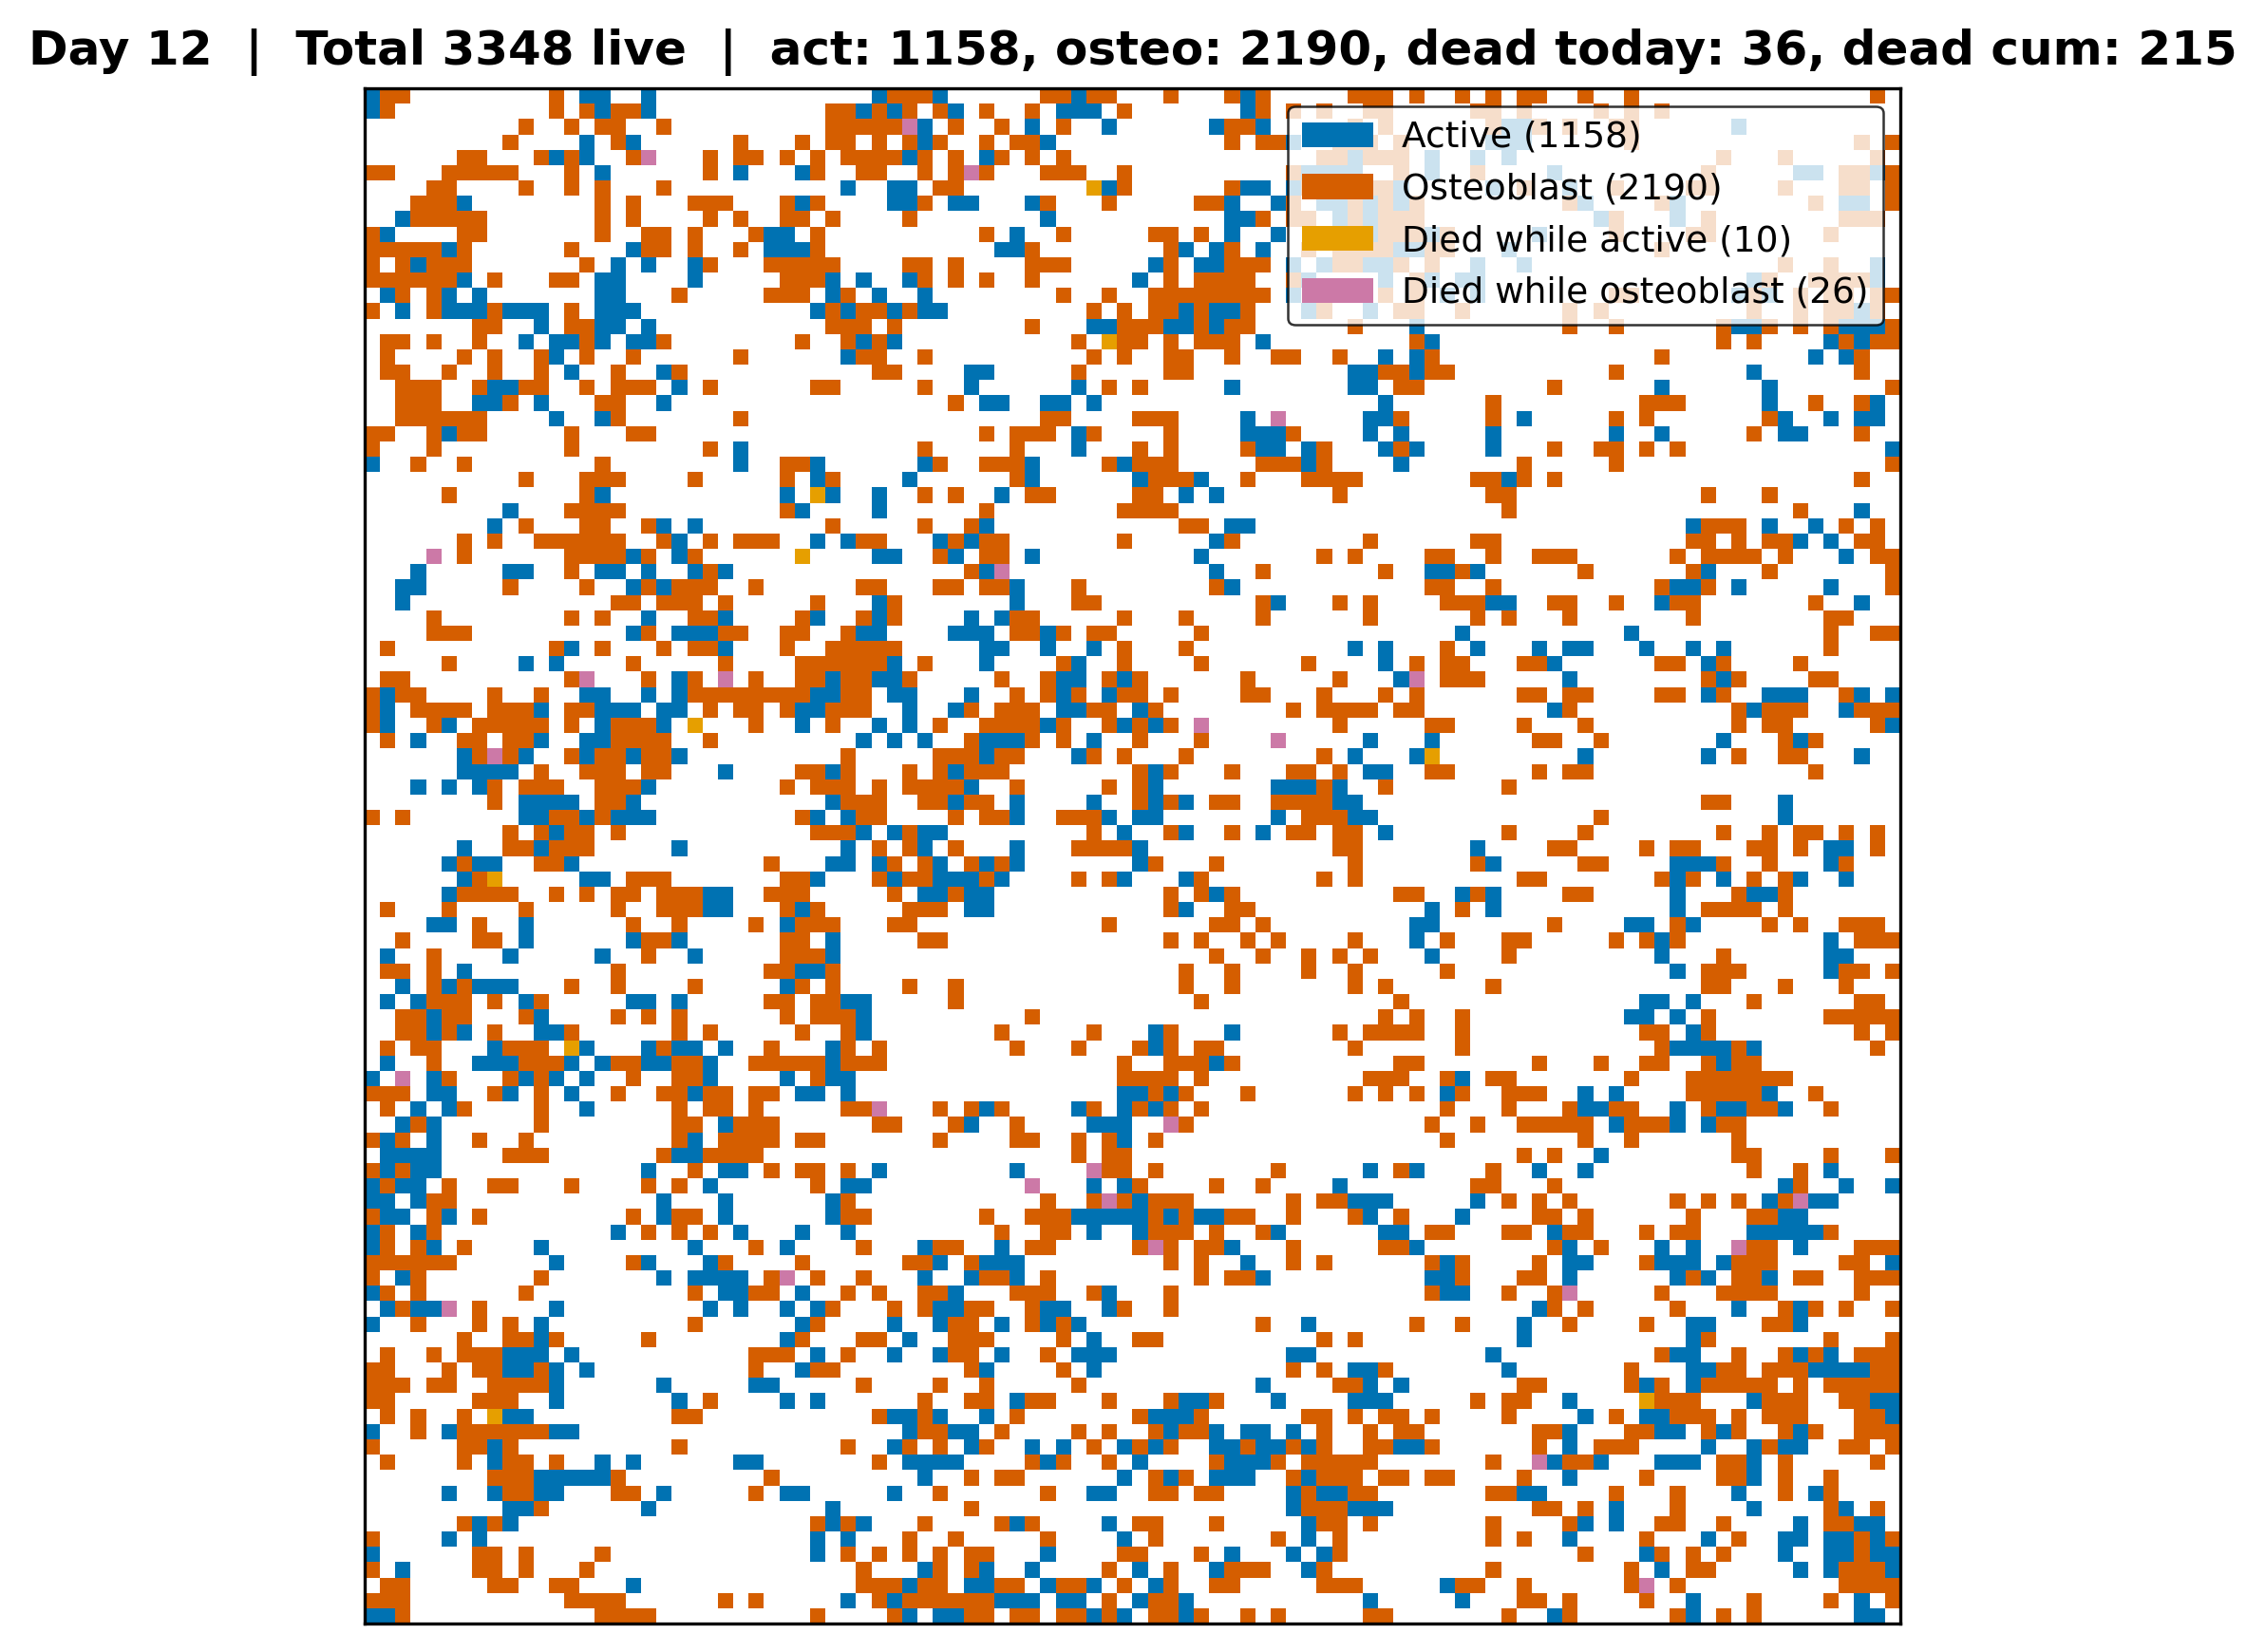 Day 12 | Total 3348 live | act: 1158, osteo: 2190, dead today: 36, dead cum: 215
Active (1158)
Osteoblast (2190)
Died while active (10)
Died while osteoblast (26)